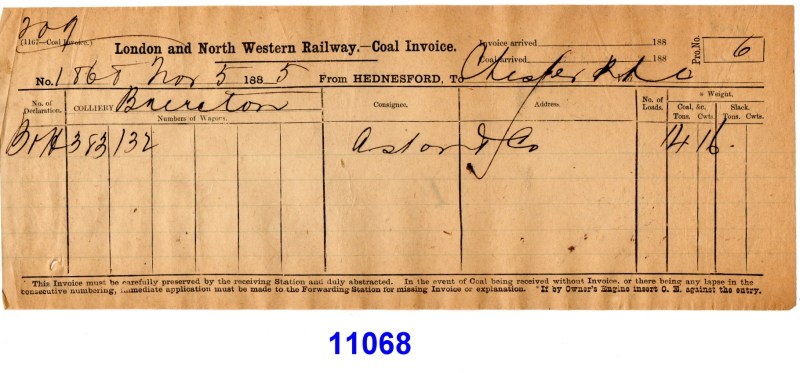 209
(1.167—Coal Invoice.)
London and North Western Railway.—Coal Invoice.
Invoice arrived 188
Coal arrived 188
Pro. No. 6
No. 1868 Nov 5 1885 From HEDNESFORD, To Chester
No. of Declaration.
COLLIERY Brereton
Numbers of Wagons.
Consignee.
Address.
No. of Loads.
* Weight.
Coal, &c. Slack.
Tons. Cwts. Tons. Cwts.
383 132 Aston & Co 14 16
This Invoice must be carefully preserved by the receiving Station and duly abstracted. In the event of Coal being received without Invoice, or there being any lapse in the
consecutive numbering, immediate application must be made to the Forwarding Station for missing Invoice or explanation. *If by Owner's Engine insert O. E. against the entry.
11068